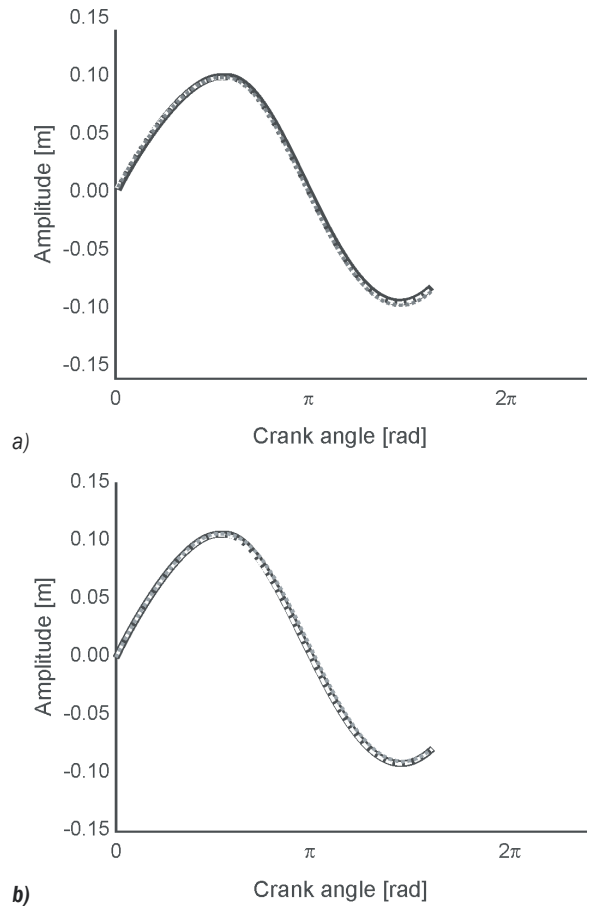 0.15
0.10
0.05
0.00
-0.05
-0.10
-0.15
Amplitude [m]
0 π 2π
Crank angle [rad]
a)
0.15
0.10
0.05
0.00
-0.05
-0.10
-0.15
Amplitude [m]
0 π 2π
Crank angle [rad]
b)